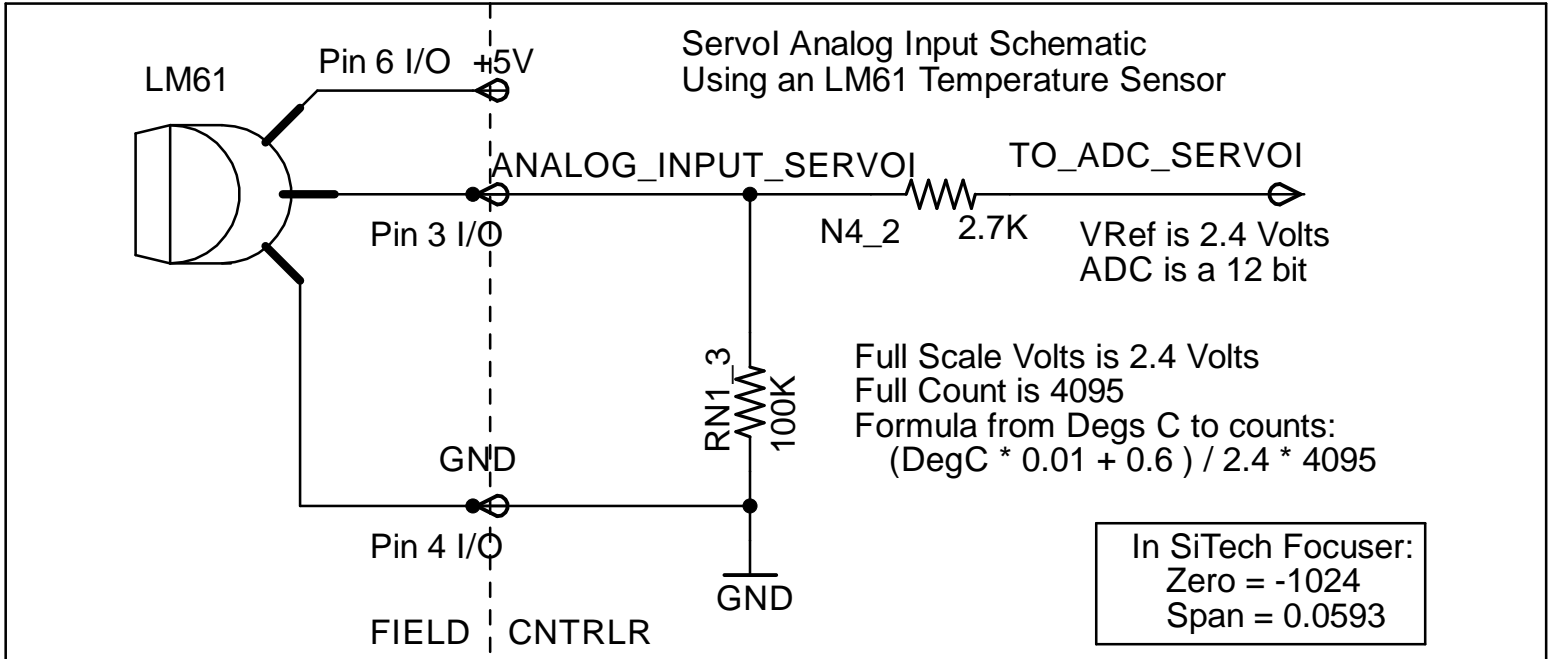 ServoI Analog Input Schematic
Using an LM61 Temperature Sensor
LM61
Pin 6 I/O +5V
ANALOG_INPUT_SERVOI
TO_ADC_SERVOI
Pin 3 I/O
N4_2
2.7K
VRef is 2.4 Volts
ADC is a 12 bit
RN1_3
100K
Full Scale Volts is 2.4 Volts
Full Count is 4095
Formula from Degs C to counts:
(DegC * 0.01 + 0.6 ) / 2.4 * 4095
GND
Pin 4 I/O
GND
In SiTech Focuser:
Zero = -1024
Span = 0.0593
FIELD
CNTRLR